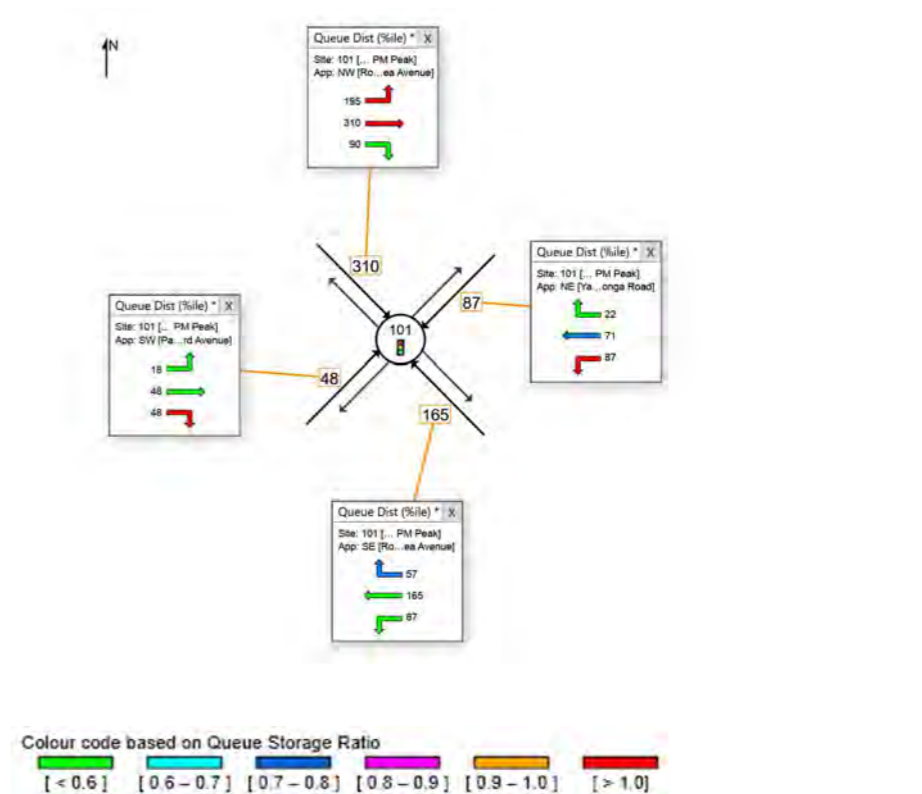 N
Queue Dist (%ile) * X
Site: 101 [... PM Peak]
App: NW [Ro...ea Avenue]
195
310
90
310
Queue Dist (%ile) * X
Site: 101 [... PM Peak]
App: NE [Ya...onga Road]
22
71
87
87
101
Queue Dist (%ile) * X
Site: 101 [... PM Peak]
App: SW [Pa...rd Avenue]
18
48
48
48
165
Queue Dist (%ile) * X
Site: 101 [... PM Peak]
App: SE [Ro...ea Avenue]
57
165
67
Colour code based on Queue Storage Ratio
[ < 0.6 ] [ 0.6 – 0.7 ] [ 0.7 – 0.8 ] [ 0.8 – 0.9 ] [ 0.9 – 1.0 ] [ > 1.0 ]